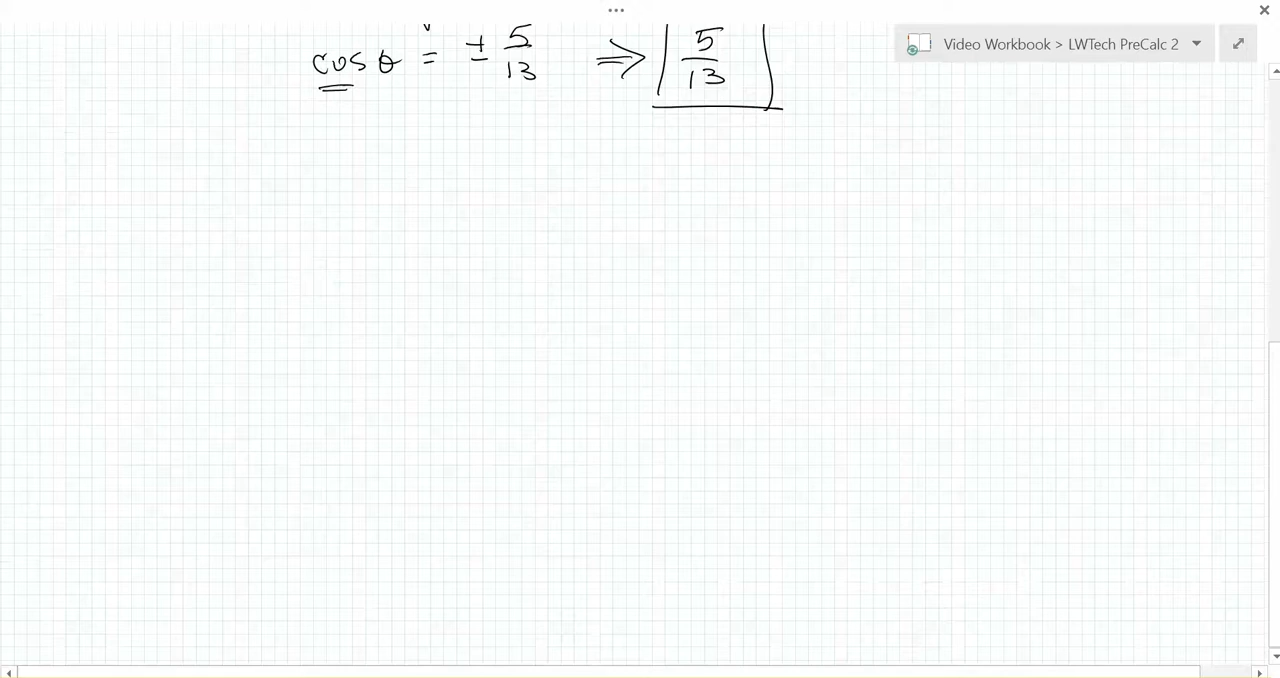 ...
Video Workbook > LWTech PreCalc 2
cos θ = ± 5/13 ⇒ 5/13